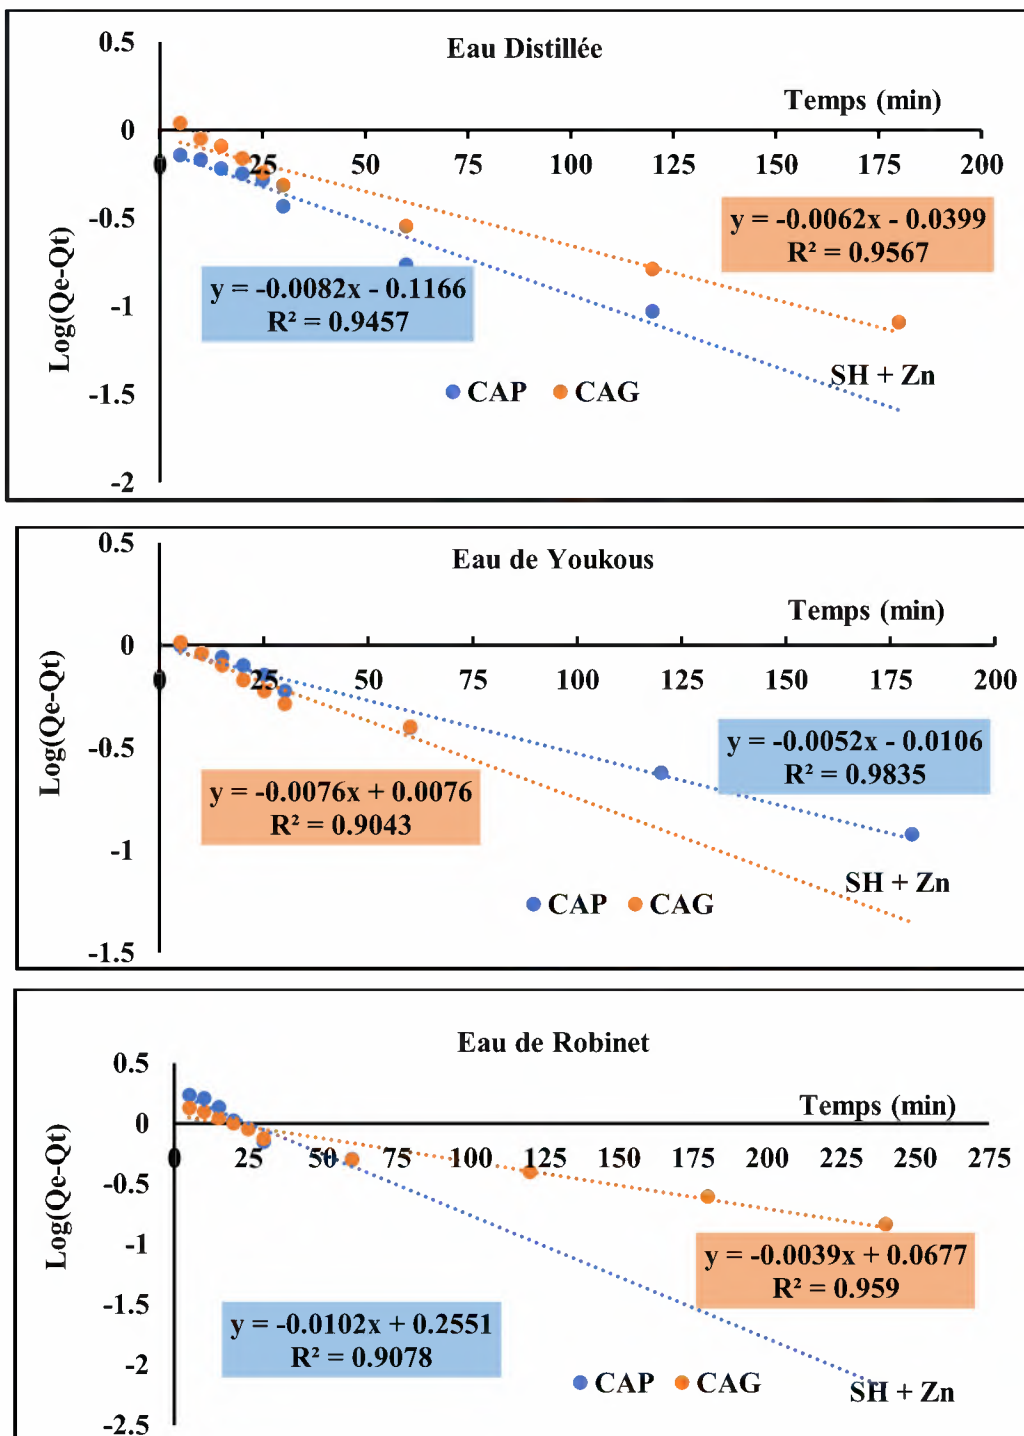 Eau Distillée
0.5
0
-0.5
-1
-1.5
-2
Log(Qe-Qt)
Temps (min)
0 25 50 75 100 125 150 175 200
y = -0.0062x - 0.0399
R² = 0.9567
y = -0.0082x - 0.1166
R² = 0.9457
SH + Zn
CAP CAG
Eau de Youkous
0.5
0
-0.5
-1
-1.5
Log(Qe-Qt)
Temps (min)
0 25 50 75 100 125 150 175 200
y = -0.0052x - 0.0106
R² = 0.9835
y = -0.0076x + 0.0076
R² = 0.9043
SH + Zn
CAP CAG
Eau de Robinet
0.5
0
-0.5
-1
-1.5
-2
-2.5
Log(Qe-Qt)
Temps (min)
0 25 50 75 100 120 150 180 200 225 250 275
y = -0.0039x + 0.0677
R² = 0.959
y = -0.0102x + 0.2551
R² = 0.9078
CAP CAG
SH + Zn